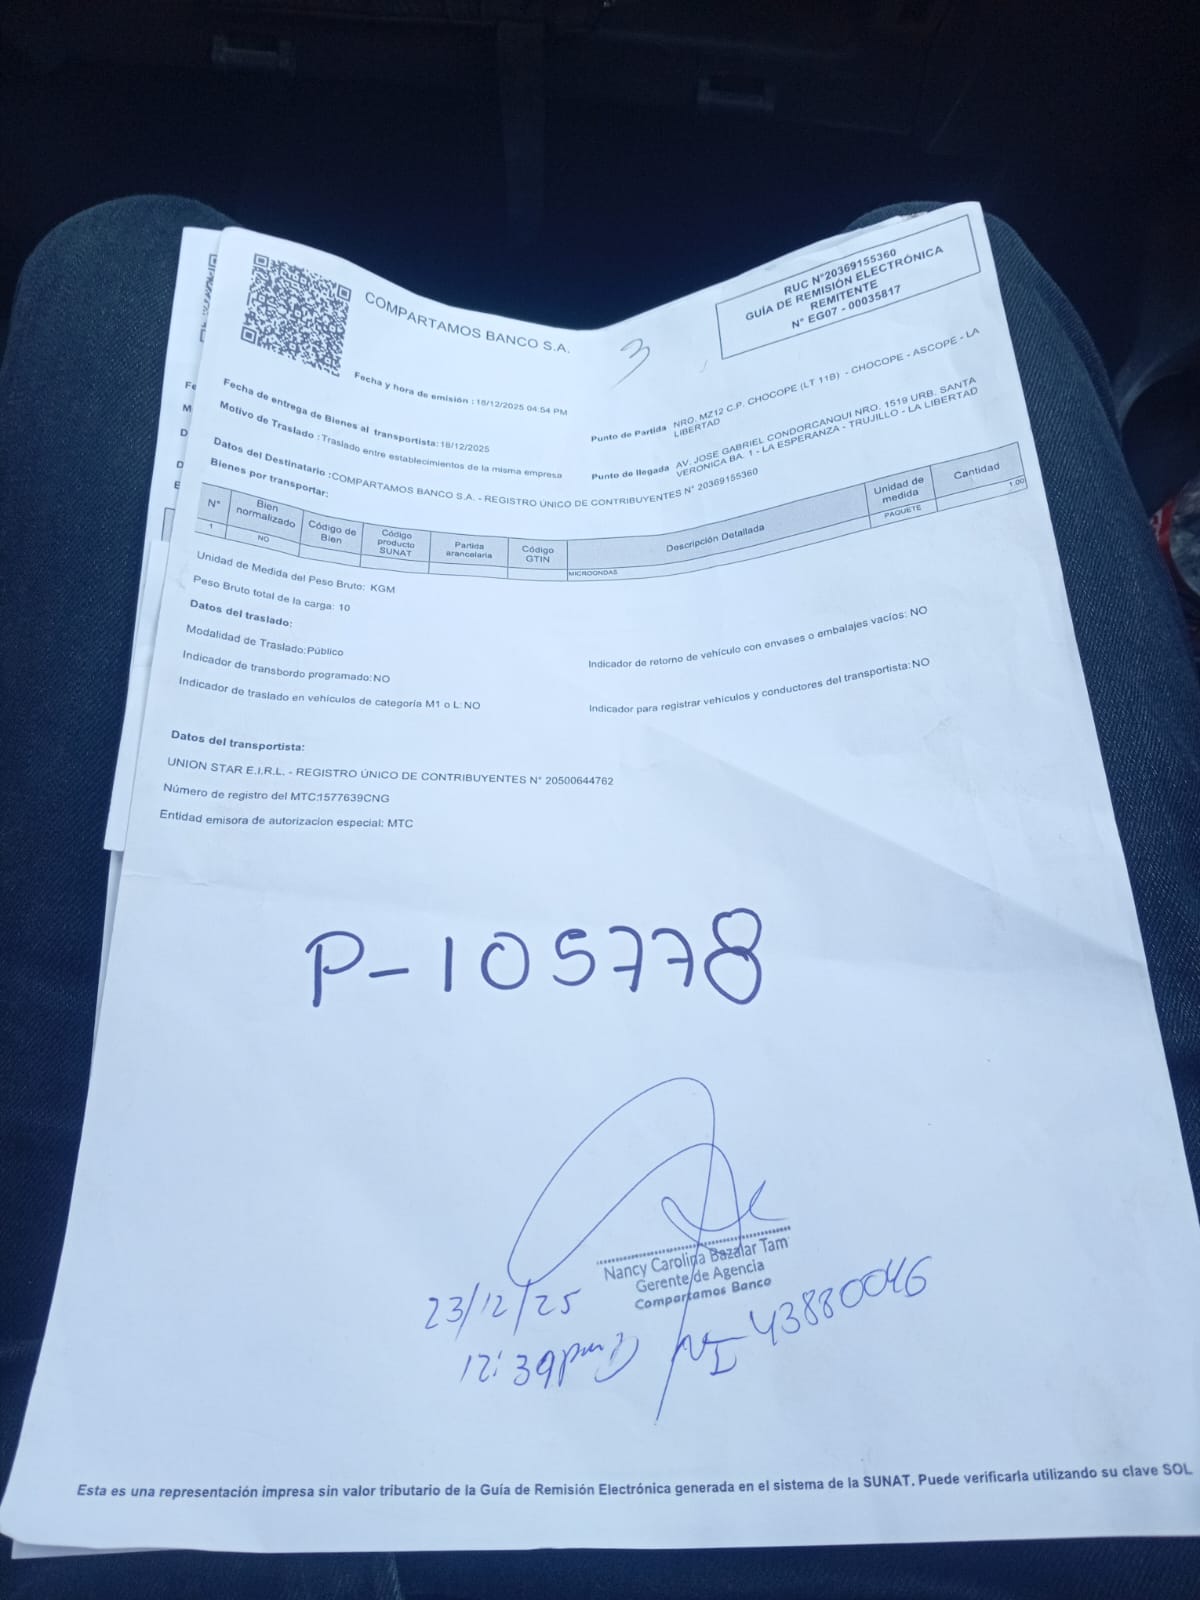 COMPARTAMOS BANCO S.A.
RUC N°20369155360
GUÍA DE REMISIÓN ELECTRÓNICA
REMITENTE
N° EG07 - 00035817
3
Fecha y hora de emisión : 18/12/2025 04:54 PM
Fecha de entrega de Bienes al transportista: 18/12/2025
Motivo de Traslado : Traslado entre establecimientos de la misma empresa
Punto de Partida NRO. MZ12 C.P. CHOCOPE (LT 11B) - CHOCOPE - ASCOPE - LA
LIBERTAD
Punto de llegada AV. JOSE GABRIEL CONDORCANQUI NRO. 1519 URB. SANTA
VERONICA BA. 1 - LA ESPERANZA - TRUJILLO - LA LIBERTAD
Datos del Destinatario : COMPARTAMOS BANCO S.A. - REGISTRO ÚNICO DE CONTRIBUYENTES N° 20369155360
Bienes por transportar:
N° Bien normalizado Código de Bien Código producto SUNAT Partida arancelaria Código GTIN Descripción Detallada Unidad de medida Cantidad
1 NO MICROONDAS PAQUETE 1.00
Unidad de Medida del Peso Bruto: KGM
Peso Bruto total de la carga: 10
Datos del traslado:
Modalidad de Traslado: Público
Indicador de transbordo programado: NO
Indicador de traslado en vehículos de categoría M1 o L: NO
Indicador de retorno de vehículo con envases o embalajes vacíos: NO
Indicador para registrar vehículos y conductores del transportista: NO
Datos del transportista:
UNION STAR E.I.R.L. - REGISTRO ÚNICO DE CONTRIBUYENTES N° 20500644762
Número de registro del MTC:1577639CNG
Entidad emisora de autorizacion especial: MTC
P-105778
Nancy Carolina Bazalar Tam
Gerente de Agencia
Compartamos Banco
23/12/25
12:39pm
43880046
Esta es una representación impresa sin valor tributario de la Guía de Remisión Electrónica generada en el sistema de la SUNAT. Puede verificarla utilizando su clave SOL